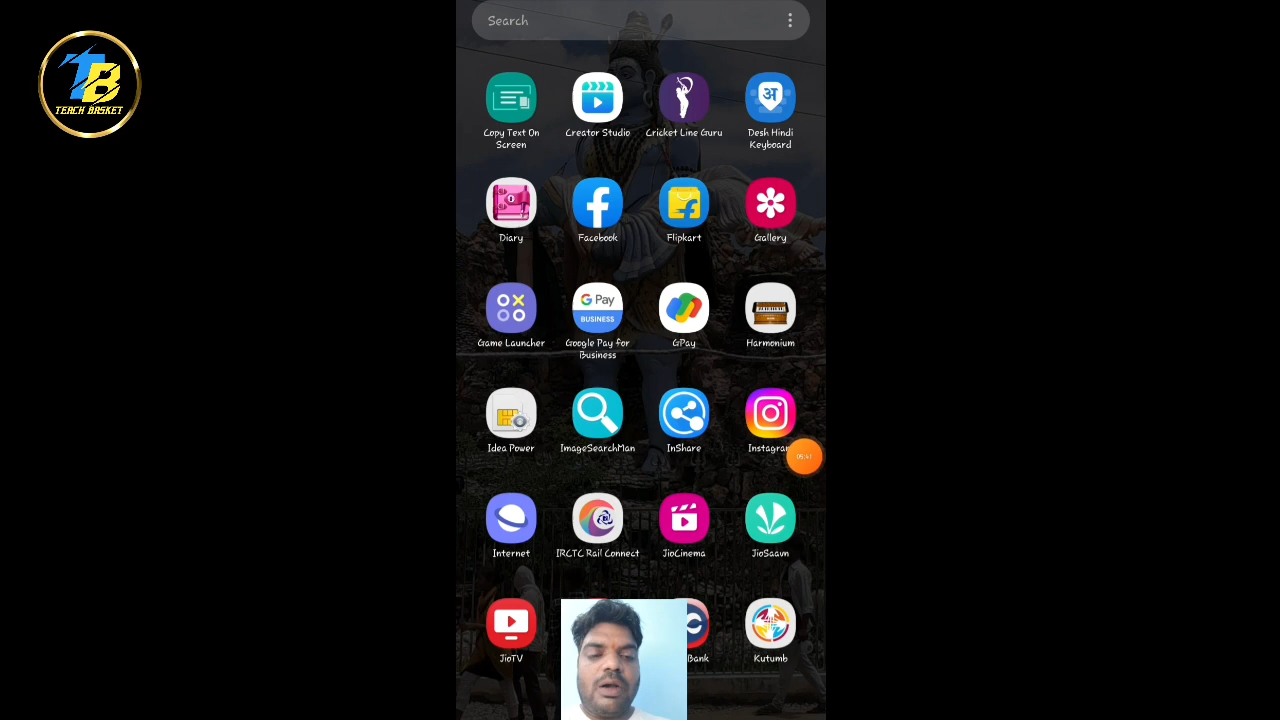 TEACH BASKET
Search
Copy Text On
Screen
Creator Studio
Cricket Line Guru
Desh Hindi
Keyboard
अ
Diary
Facebook
Flipkart
Gallery
G Pay
BUSINESS
Game Launcher
Google Pay for
Business
GPay
Harmonium
Idea Power
ImageSearchMan
InShare
Instagram
Internet
IRCTC Rail Connect
JioCinema
JioSaavn
JioTV
Bank
Kutumb